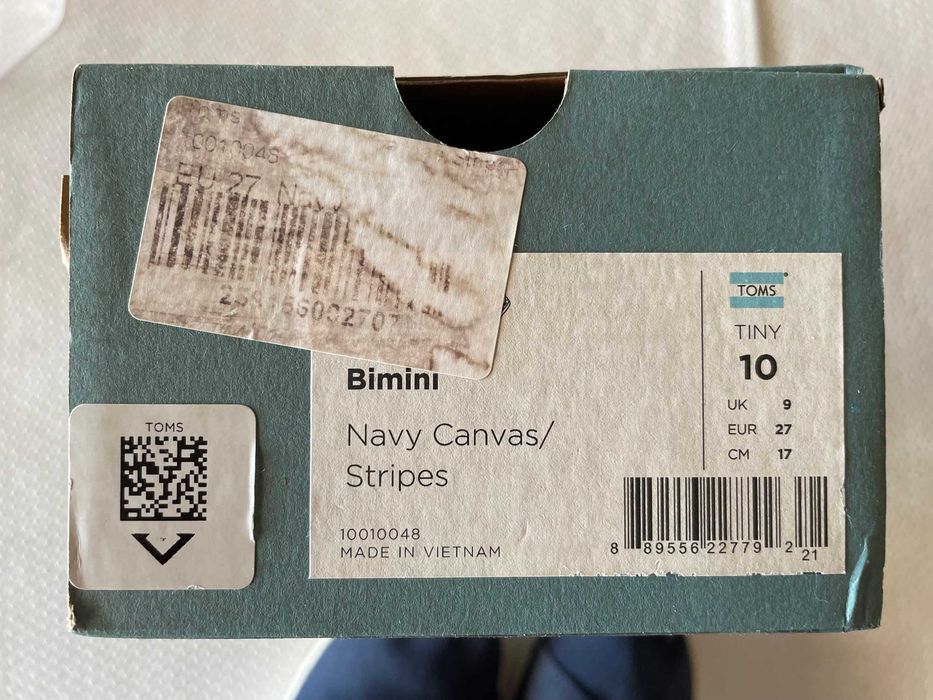 10010048
EU 27 Navy
TOMS
TINY
10
UK 9
EUR 27
CM 17
Bimini
Navy Canvas/
Stripes
10010048
MADE IN VIETNAM
8 89556 22779 2 21
TOMS